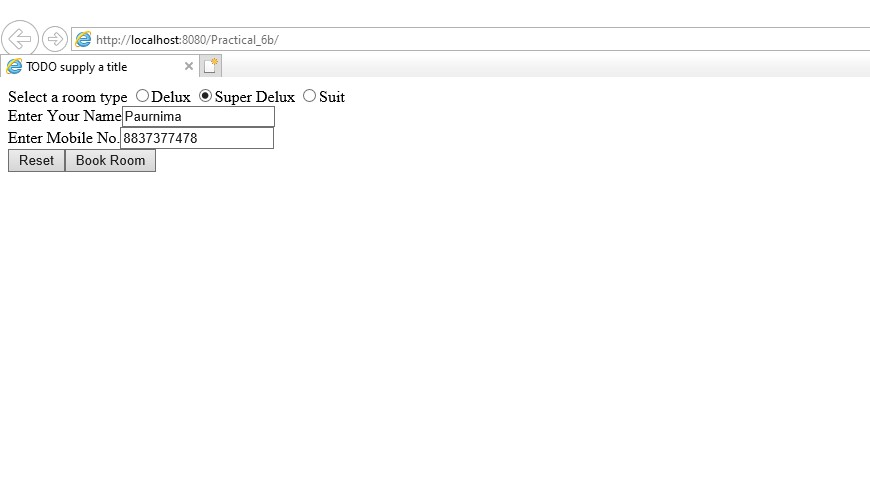 http://localhost:8080/Practical_6b/
TODO supply a title
Select a room type Delux Super Delux Suit
Enter Your Name Paurnima
Enter Mobile No. 8837377478
Reset Book Room